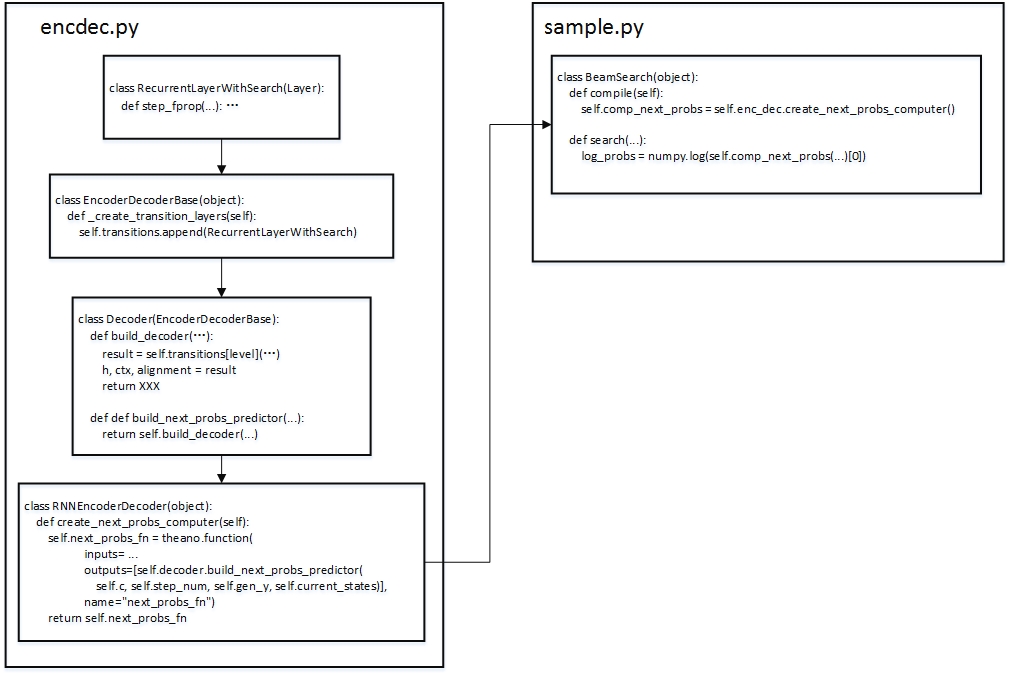 encdec.py
class RecurrentLayerWithSearch(Layer):
def step_fprop(...): ···
class EncoderDecoderBase(object):
def _create_transition_layers(self):
self.transitions.append(RecurrentLayerWithSearch)
class Decoder(EncoderDecoderBase):
def build_decoder(···):
result = self.transitions[level](···)
h, ctx, alignment = result
return XXX
def def build_next_probs_predictor(...):
return self.build_decoder(...)
class RNNEncoderDecoder(object):
def create_next_probs_computer(self):
self.next_probs_fn = theano.function(
inputs= ...
outputs=[self.decoder.build_next_probs_predictor(
self.c, self.step_num, self.gen_y, self.current_states)],
name="next_probs_fn")
return self.next_probs_fn
sample.py
class BeamSearch(object):
def compile(self):
self.comp_next_probs = self.enc_dec.create_next_probs_computer()
def search(...):
log_probs = numpy.log(self.comp_next_probs(...)[0])